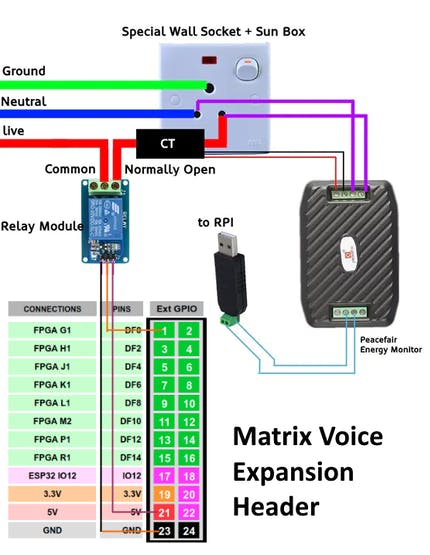 Special Wall Socket + Sun Box
Ground
Neutral
live
CT
Common
Normally Open
Relay Module
RELAY
to RPI
Peacefair
Energy Monitor
CONNECTIONS PINS Ext GPIO
FPGA G1 DF0 1 2
FPGA H1 DF2 3 4
FPGA J1 DF4 5 6
FPGA K1 DF6 7 8
FPGA L1 DF8 9 10
FPGA M2 DF10 11 12
FPGA P1 DF12 13 14
FPGA R1 DF14 15 16
ESP32 IO12 IO12 17 18
3.3V 3.3V 19 20
5V 5V 21 22
GND GND 23 24
Matrix Voice
Expansion
Header